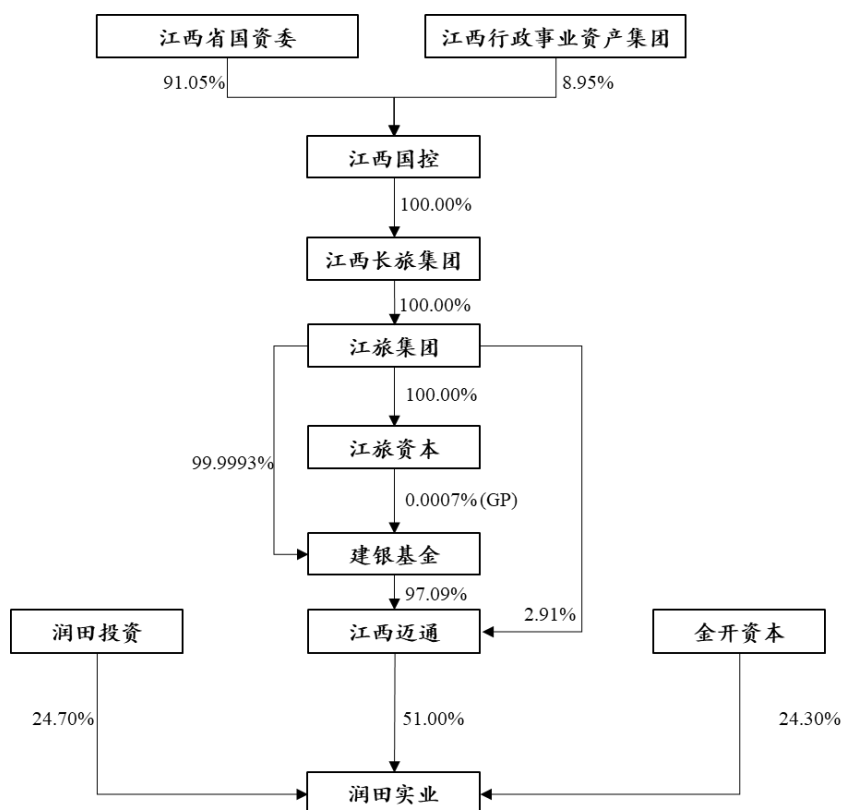 江西省国资委
江西行政事业资产集团
91.05%
8.95%
江西国控
100.00%
江西长旅集团
100.00%
江旅集团
100.00%
江旅资本
99.9993%
0.0007%(GP)
建银基金
97.09%
2.91%
润田投资
江西迈通
金开资本
24.70%
51.00%
24.30%
润田实业